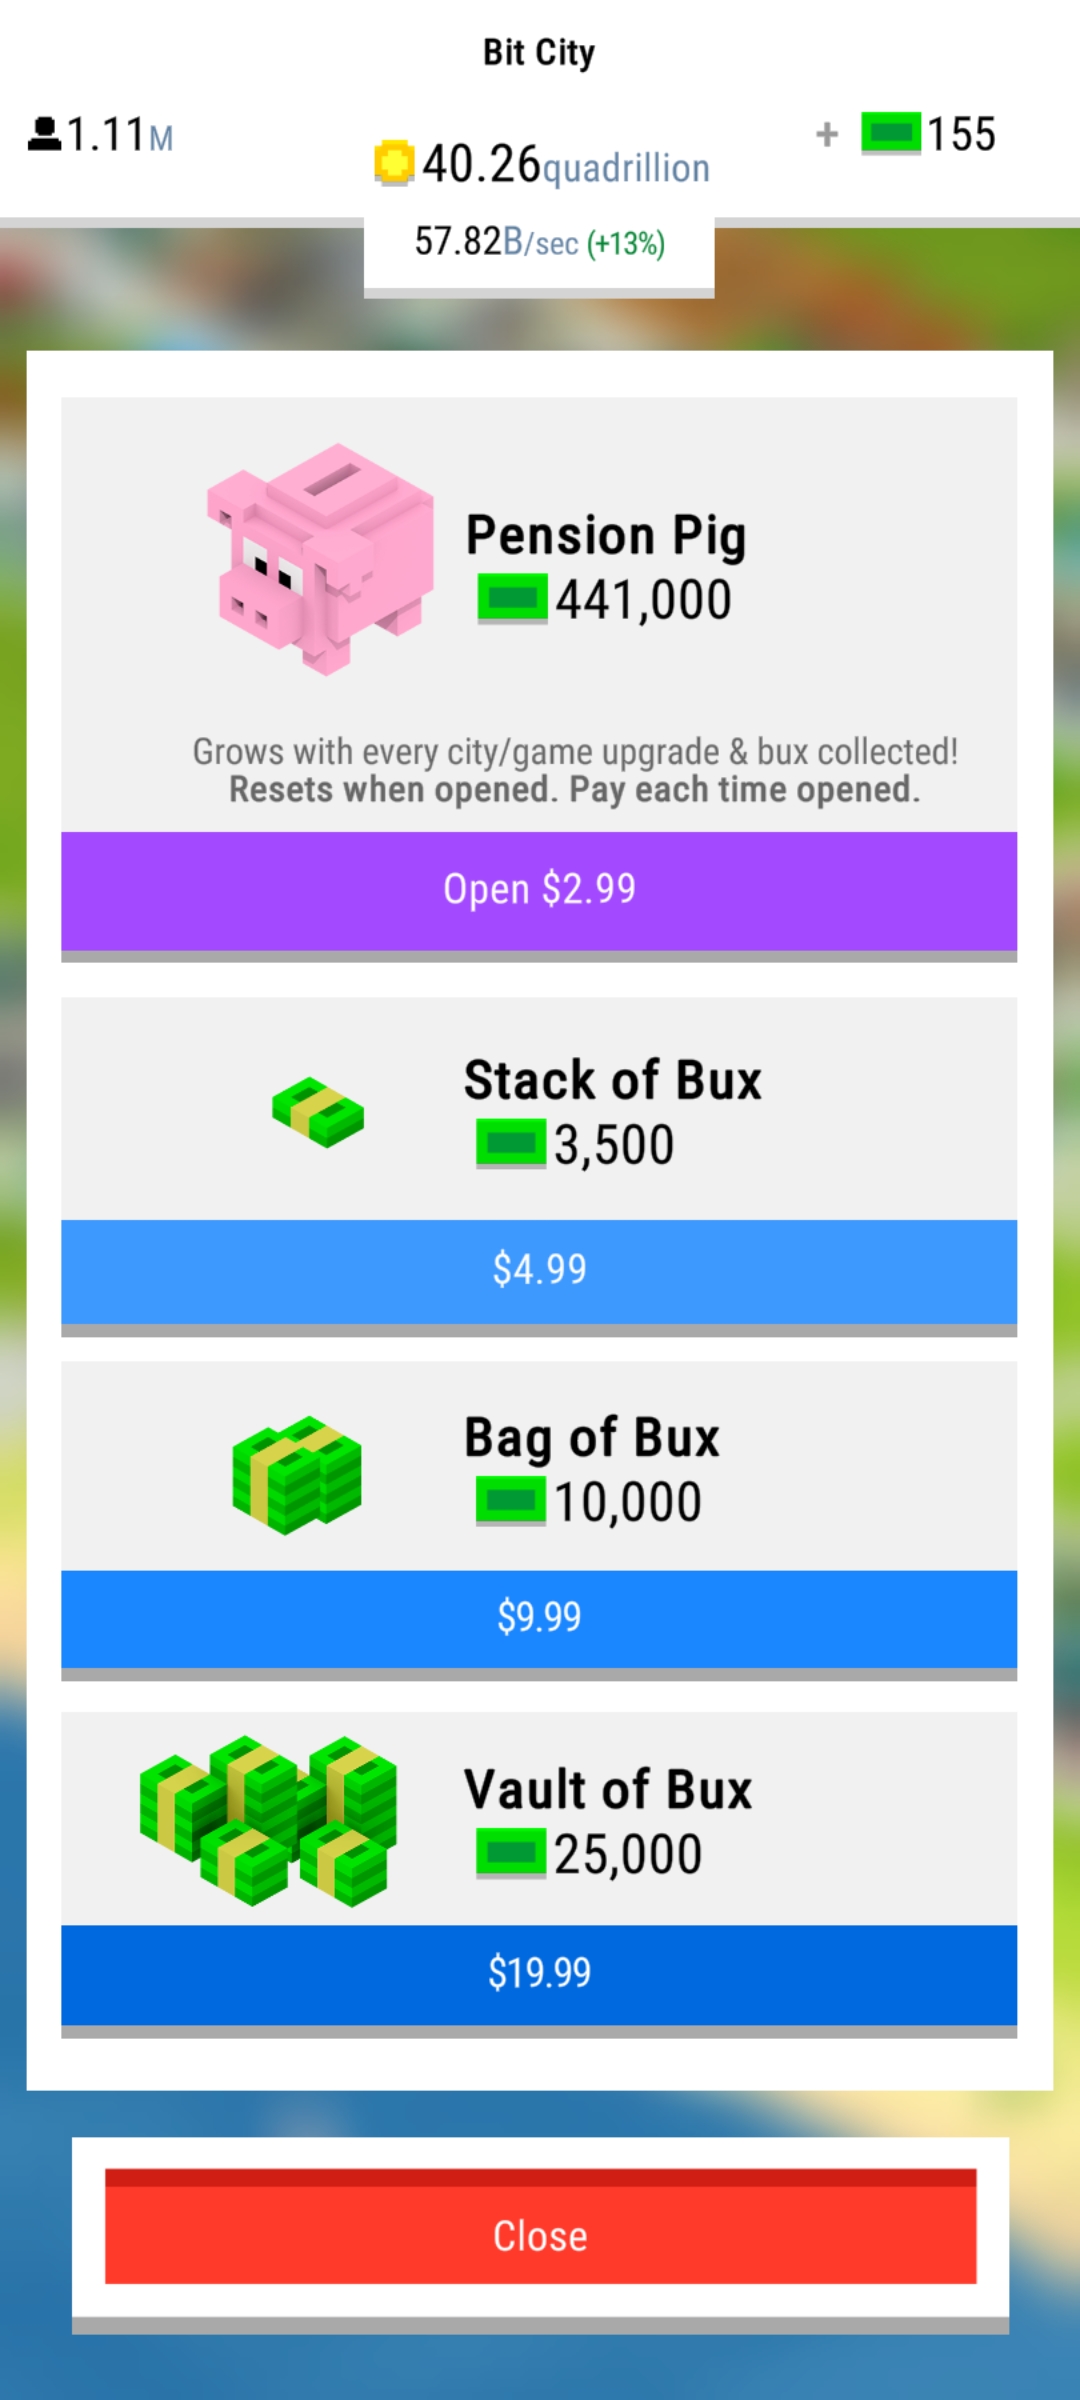 Bit City
1.11M
40.26quadrillion
+ 155
57.82B/sec (+13%)
Pension Pig
441,000
Grows with every city/game upgrade & bux collected!
Resets when opened. Pay each time opened.
Open $2.99
Stack of Bux
3,500
$4.99
Bag of Bux
10,000
$9.99
Vault of Bux
25,000
$19.99
Close